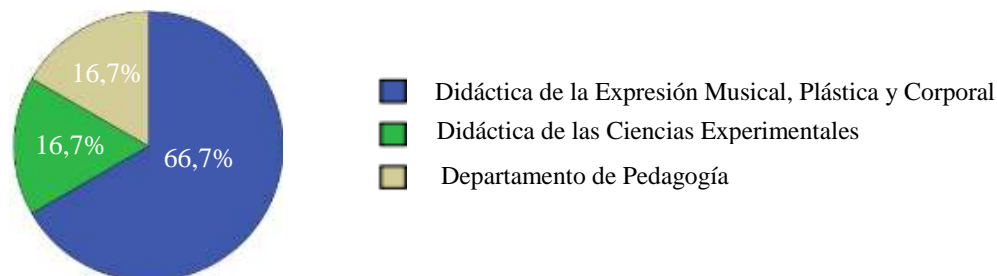 16,7%
16,7%
66,7%
Didáctica de la Expresión Musical, Plástica y Corporal
Didáctica de las Ciencias Experimentales
Departamento de Pedagogía